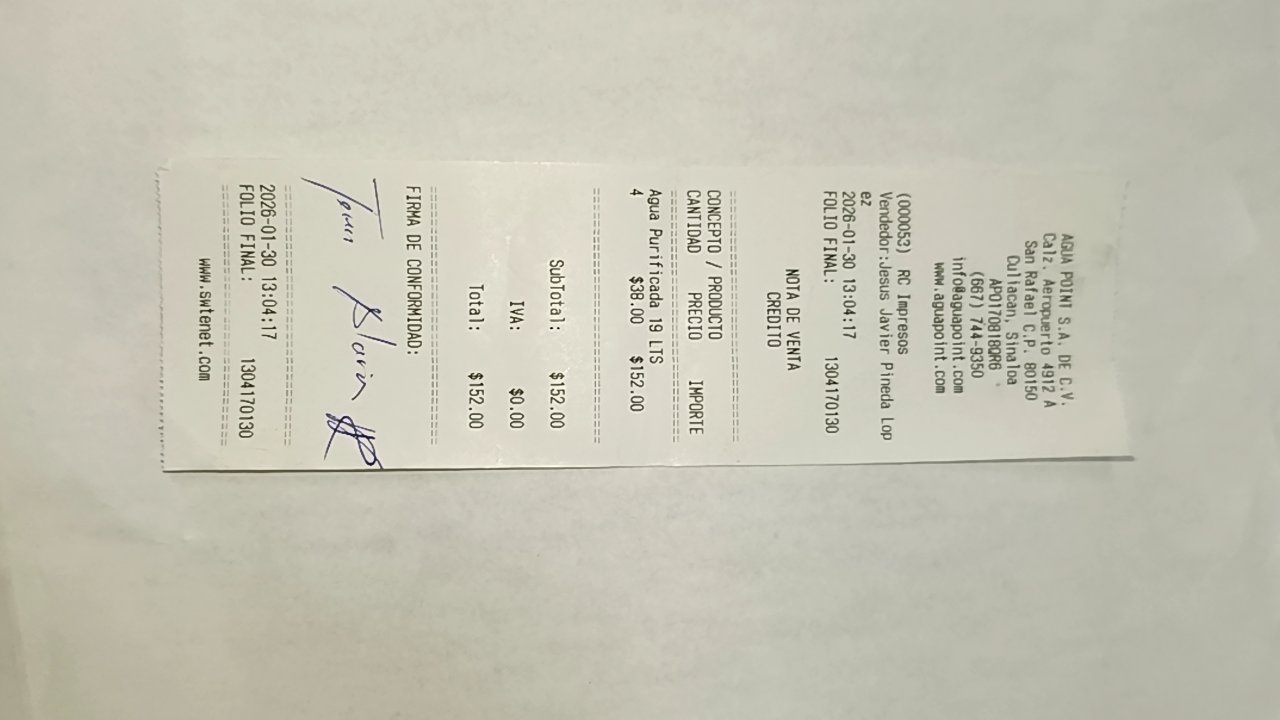 AGUA POINT S.A. DE C.V.
Calz. Aeropuerto 4912 A
San Rafael C.P. 80150
Culiacan, Sinaloa
APO170818QR6
(667) 744-9350
info@aguapoint.com
www.aguapoint.com
(000053) RC Impresos
Vendedor:Jesus Javier Pineda Lop
ez
2026-01-30 13:04:17
FOLIO FINAL: 1304170130
NOTA DE VENTA
CREDITO
CONCEPTO / PRODUCTO
CANTIDAD PRECIO IMPORTE
Agua Purificada 19 LTS
4 $38.00 $152.00
SubTotal: $152.00
IVA: $0.00
Total: $152.00
FIRMA DE CONFORMIDAD:
2026-01-30 13:04:17
FOLIO FINAL: 1304170130
www.swtenet.com